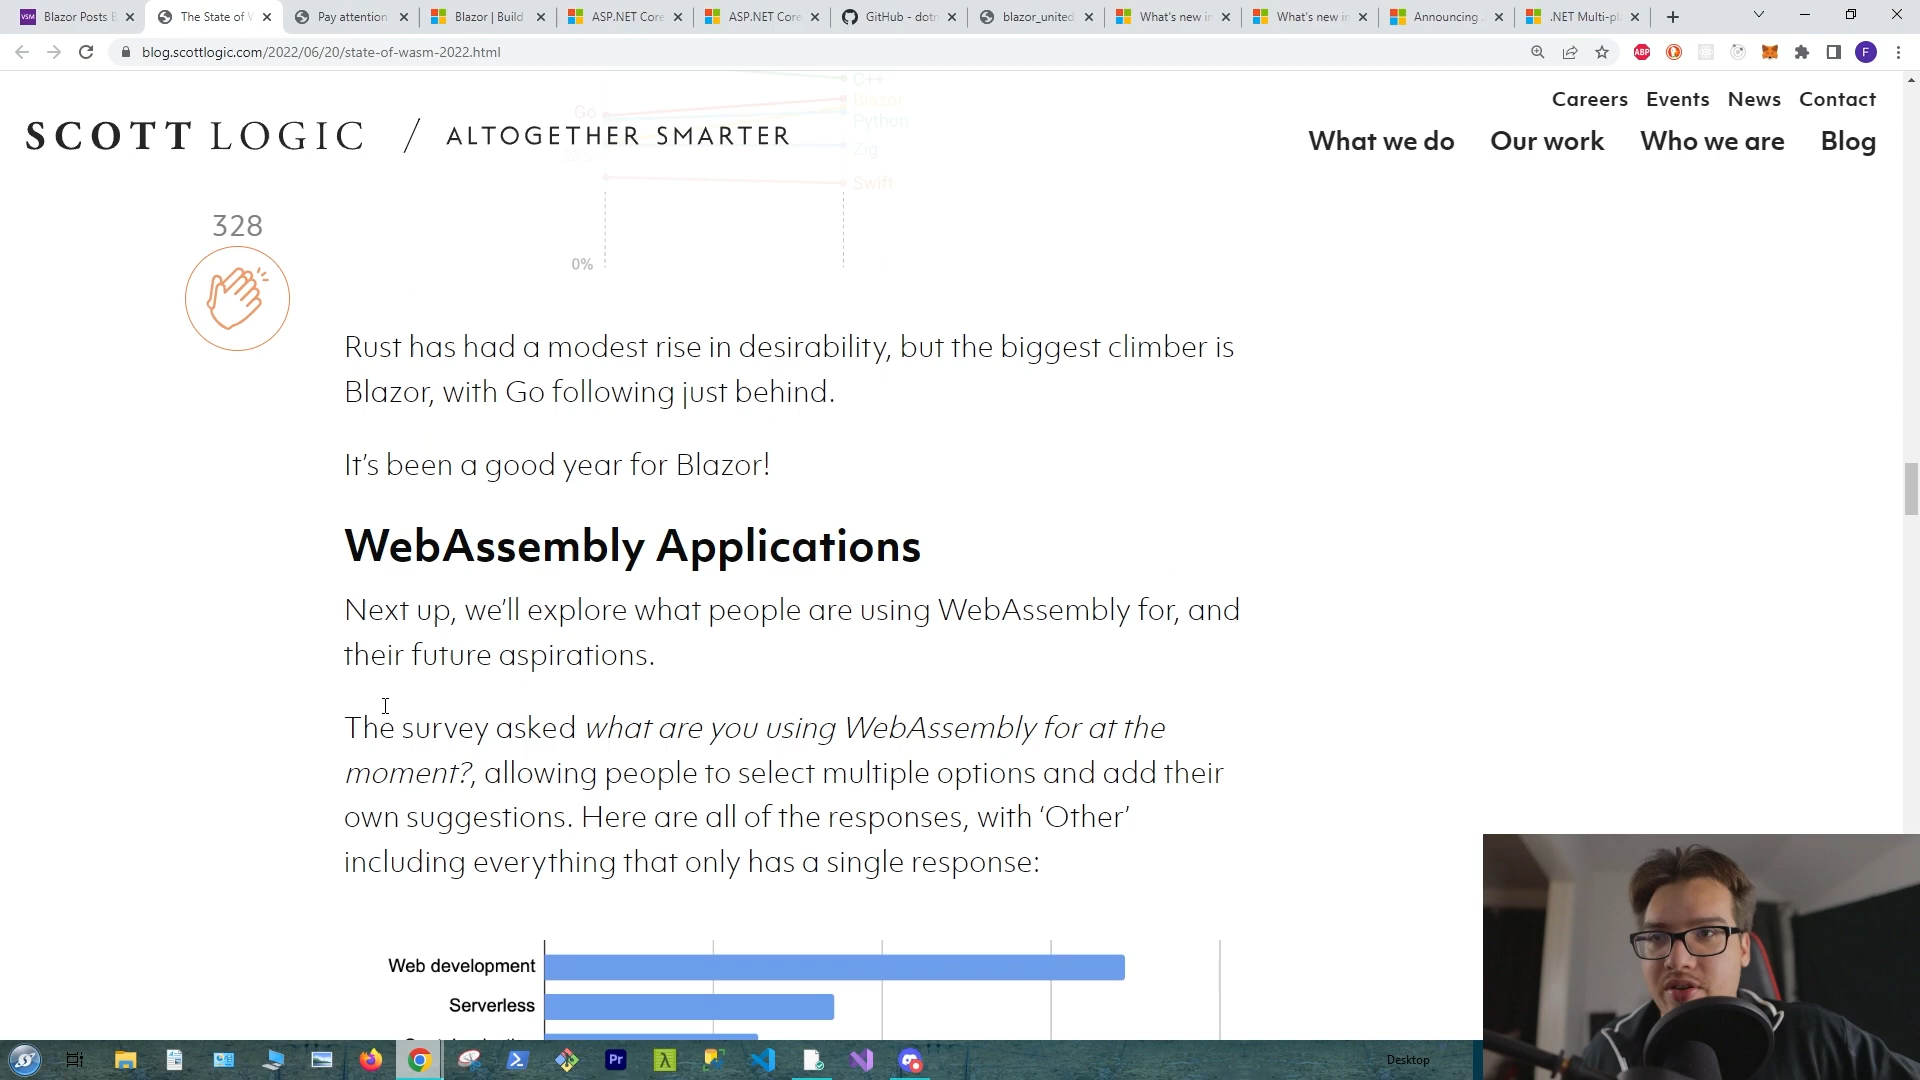 Blazor Posts B
The State of V
Pay attention
Blazor | Build
ASP.NET Core
ASP.NET Core
GitHub - dotn
blazor_united
What's new in
What's new in
Announcing
.NET Multi-pl
blog.scottlogic.com/2022/06/20/state-of-wasm-2022.html
ABP
F
C++
Blazor
Go
Python
Zig
Swift
0%
Careers Events News Contact
SCOTT LOGIC / ALTOGETHER SMARTER
What we do Our work Who we are Blog
328
Rust has had a modest rise in desirability, but the biggest climber is
Blazor, with Go following just behind.
It's been a good year for Blazor!
WebAssembly Applications
Next up, we'll explore what people are using WebAssembly for, and
their future aspirations.
The survey asked what are you using WebAssembly for at the
moment?, allowing people to select multiple options and add their
own suggestions. Here are all of the responses, with ‘Other’
including everything that only has a single response:
Web development
Serverless
Pr
Desktop